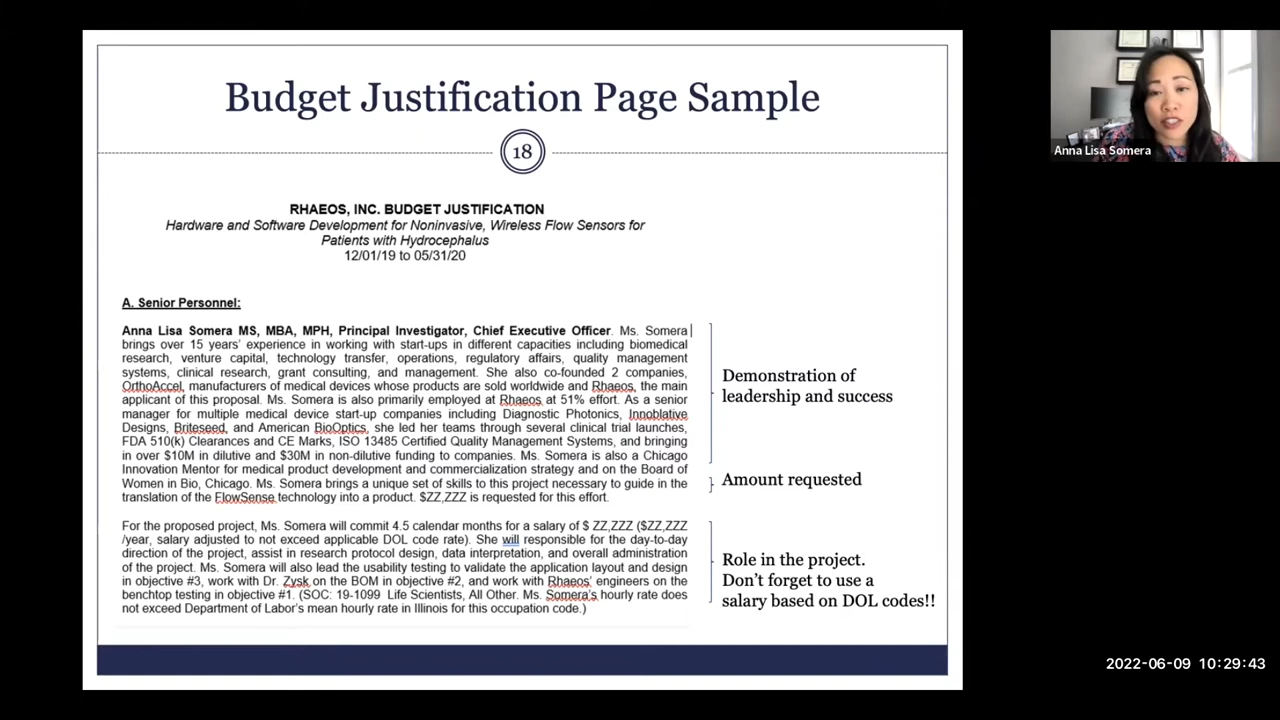 Budget Justification Page Sample
18
RHAEOS, INC. BUDGET JUSTIFICATION
Hardware and Software Development for Noninvasive, Wireless Flow Sensors for
Patients with Hydrocephalus
12/01/19 to 05/31/20
A. Senior Personnel:
Anna Lisa Somera MS, MBA, MPH, Principal Investigator, Chief Executive Officer. Ms. Somera
brings over 15 years' experience in working with start-ups in different capacities including biomedical
research, venture capital, technology transfer, operations, regulatory affairs, quality management
systems, clinical research, grant consulting, and management. She also co-founded 2 companies,
OrthoAccel, manufacturers of medical devices whose products are sold worldwide and Rhaeos, the main
applicant of this proposal. Ms. Somera is also primarily employed at Rhaeos at 51% effort. As a senior
manager for multiple medical device start-up companies including Diagnostic Photonics, Innoblative
Designs, Briteseed, and American BioOptics, she led her teams through several clinical trial launches,
FDA 510(k) Clearances and CE Marks, ISO 13485 Certified Quality Management Systems, and bringing
in over $10M in dilutive and $30M in non-dilutive funding to companies. Ms. Somera is also a Chicago
Innovation Mentor for medical product development and commercialization strategy and on the Board of
Women in Bio, Chicago. Ms. Somera brings a unique set of skills to this project necessary to guide in the
translation of the FlowSense technology into a product. $ZZ,ZZZ is requested for this effort.
For the proposed project, Ms. Somera will commit 4.5 calendar months for a salary of $ ZZ,ZZZ ($ZZ,ZZZ
/year, salary adjusted to not exceed applicable DOL code rate). She will responsible for the day-to-day
direction of the project, assist in research protocol design, data interpretation, and overall administration
of the project. Ms. Somera will also lead the usability testing to validate the application layout and design
in objective #3, work with Dr. Zysk on the BOM in objective #2, and work with Rhaeos' engineers on the
benchtop testing in objective #1. (SOC: 19-1099 Life Scientists, All Other. Ms. Somera's hourly rate does
not exceed Department of Labor's mean hourly rate in Illinois for this occupation code.)
Demonstration of
leadership and success
Amount requested
Role in the project.
Don't forget to use a
salary based on DOL codes!!
Anna Lisa Somera
2022-06-09 10:29:43